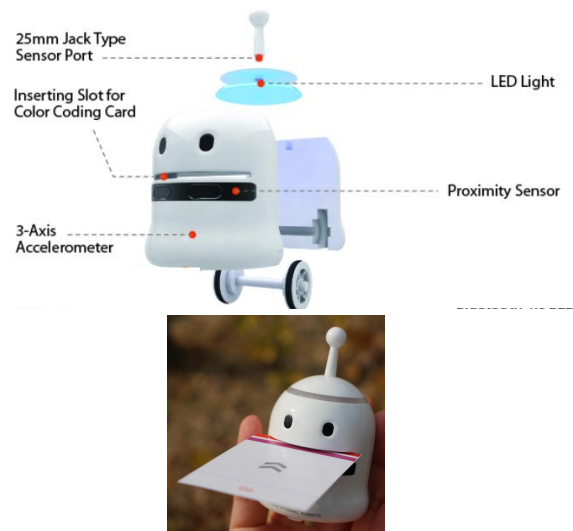 25mm Jack Type
Sensor Port
LED Light
Inserting Slot for
Color Coding Card
Proximity Sensor
3-Axis
Accelerometer